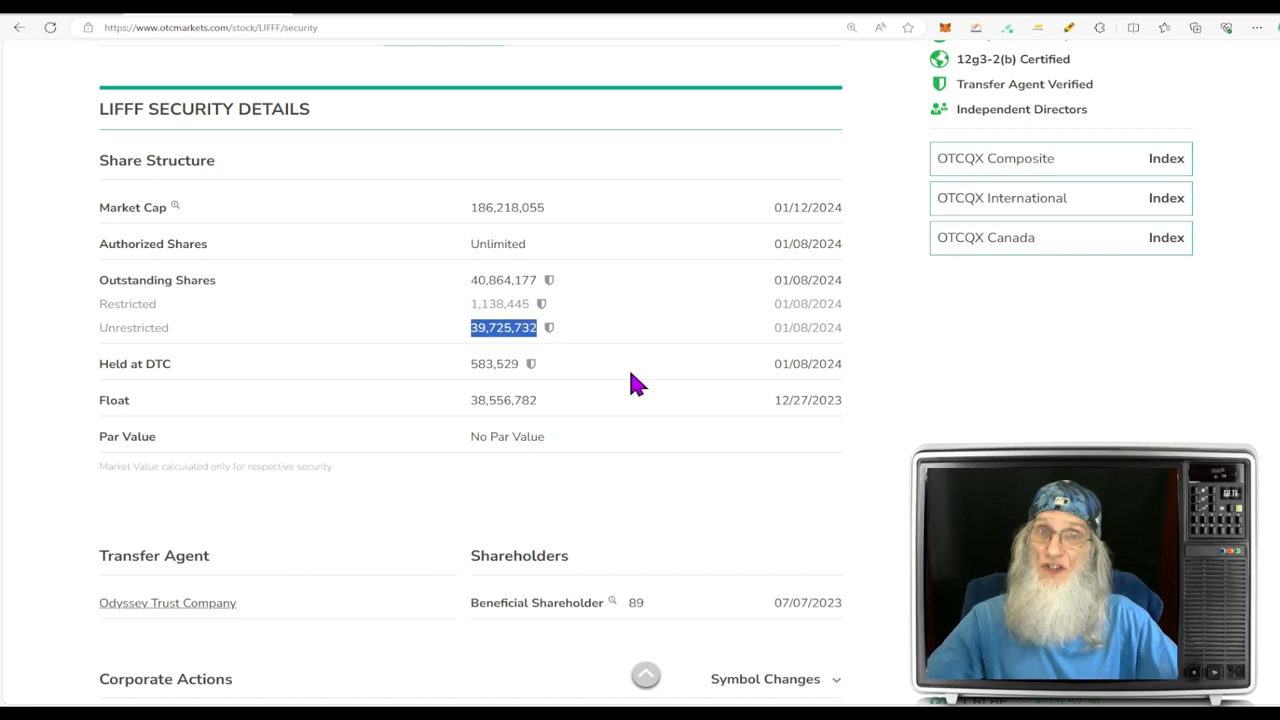 https://www.otcmarkets.com/stock/LIFFF/security
12g3-2(b) Certified
Transfer Agent Verified
Independent Directors
LIFFF SECURITY DETAILS
Share Structure
Market Cap 186,218,055 01/12/2024
Authorized Shares Unlimited 01/08/2024
Outstanding Shares 40,864,177 01/08/2024
Restricted 1,138,445 01/08/2024
Unrestricted 39,725,732 01/08/2024
Held at DTC 583,529 01/08/2024
Float 38,556,782 12/27/2023
Par Value No Par Value
Market Value calculated only for respective security
OTCQX Composite Index
OTCQX International Index
OTCQX Canada Index
Transfer Agent
Odyssey Trust Company
Shareholders
Beneficial Shareholder 89 07/07/2023
Corporate Actions
Symbol Changes
GIF.TV